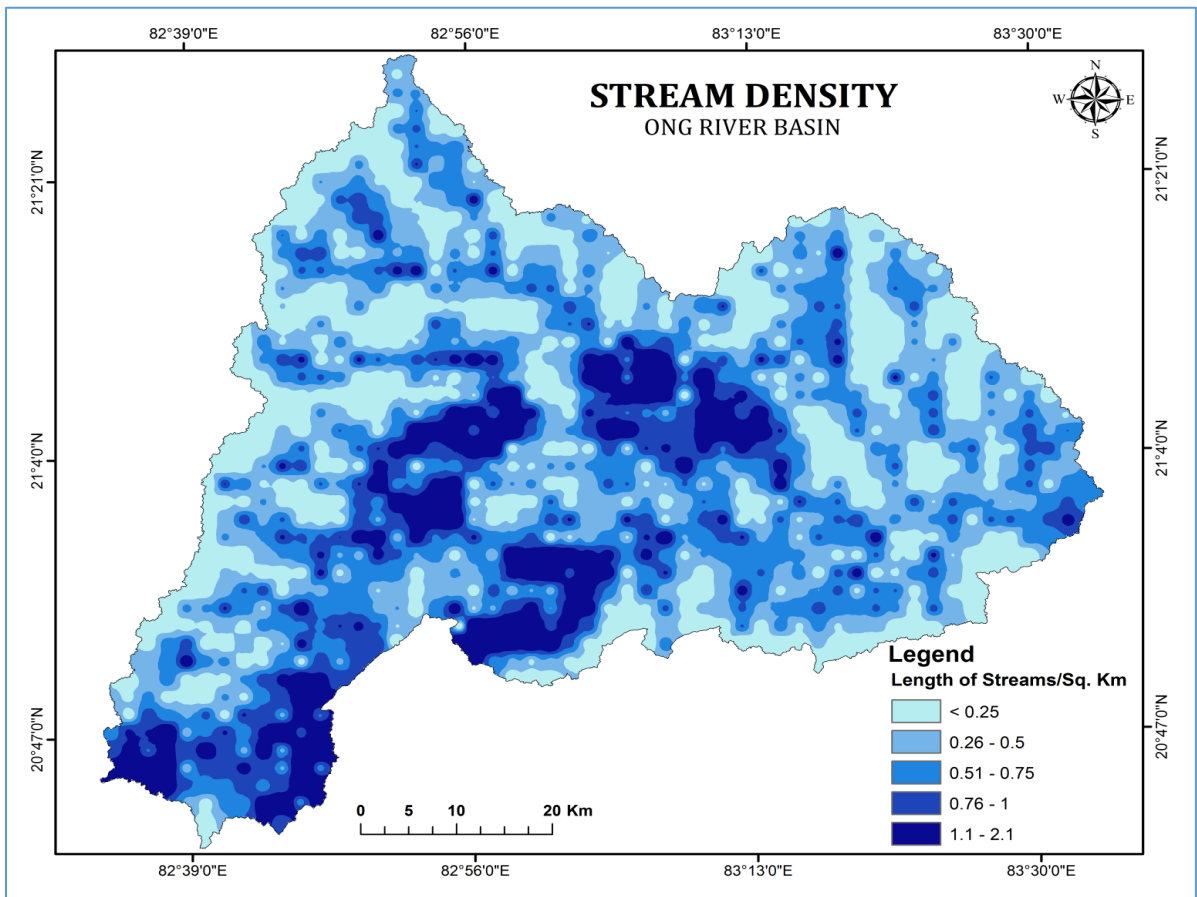 82°39'0"E 82°56'0"E 83°13'0"E 83°30'0"E
STREAM DENSITY
ONG RIVER BASIN
N
W E
S
21°21'0"N 21°21'0"N
21°4'0"N 21°4'0"N
20°47'0"N 20°47'0"N
Legend
Length of Streams/Sq. Km
< 0.25
0.26 - 0.5
0.51 - 0.75
0.76 - 1
1.1 - 2.1
0 5 10 20 Km
82°39'0"E 82°56'0"E 83°13'0"E 83°30'0"E